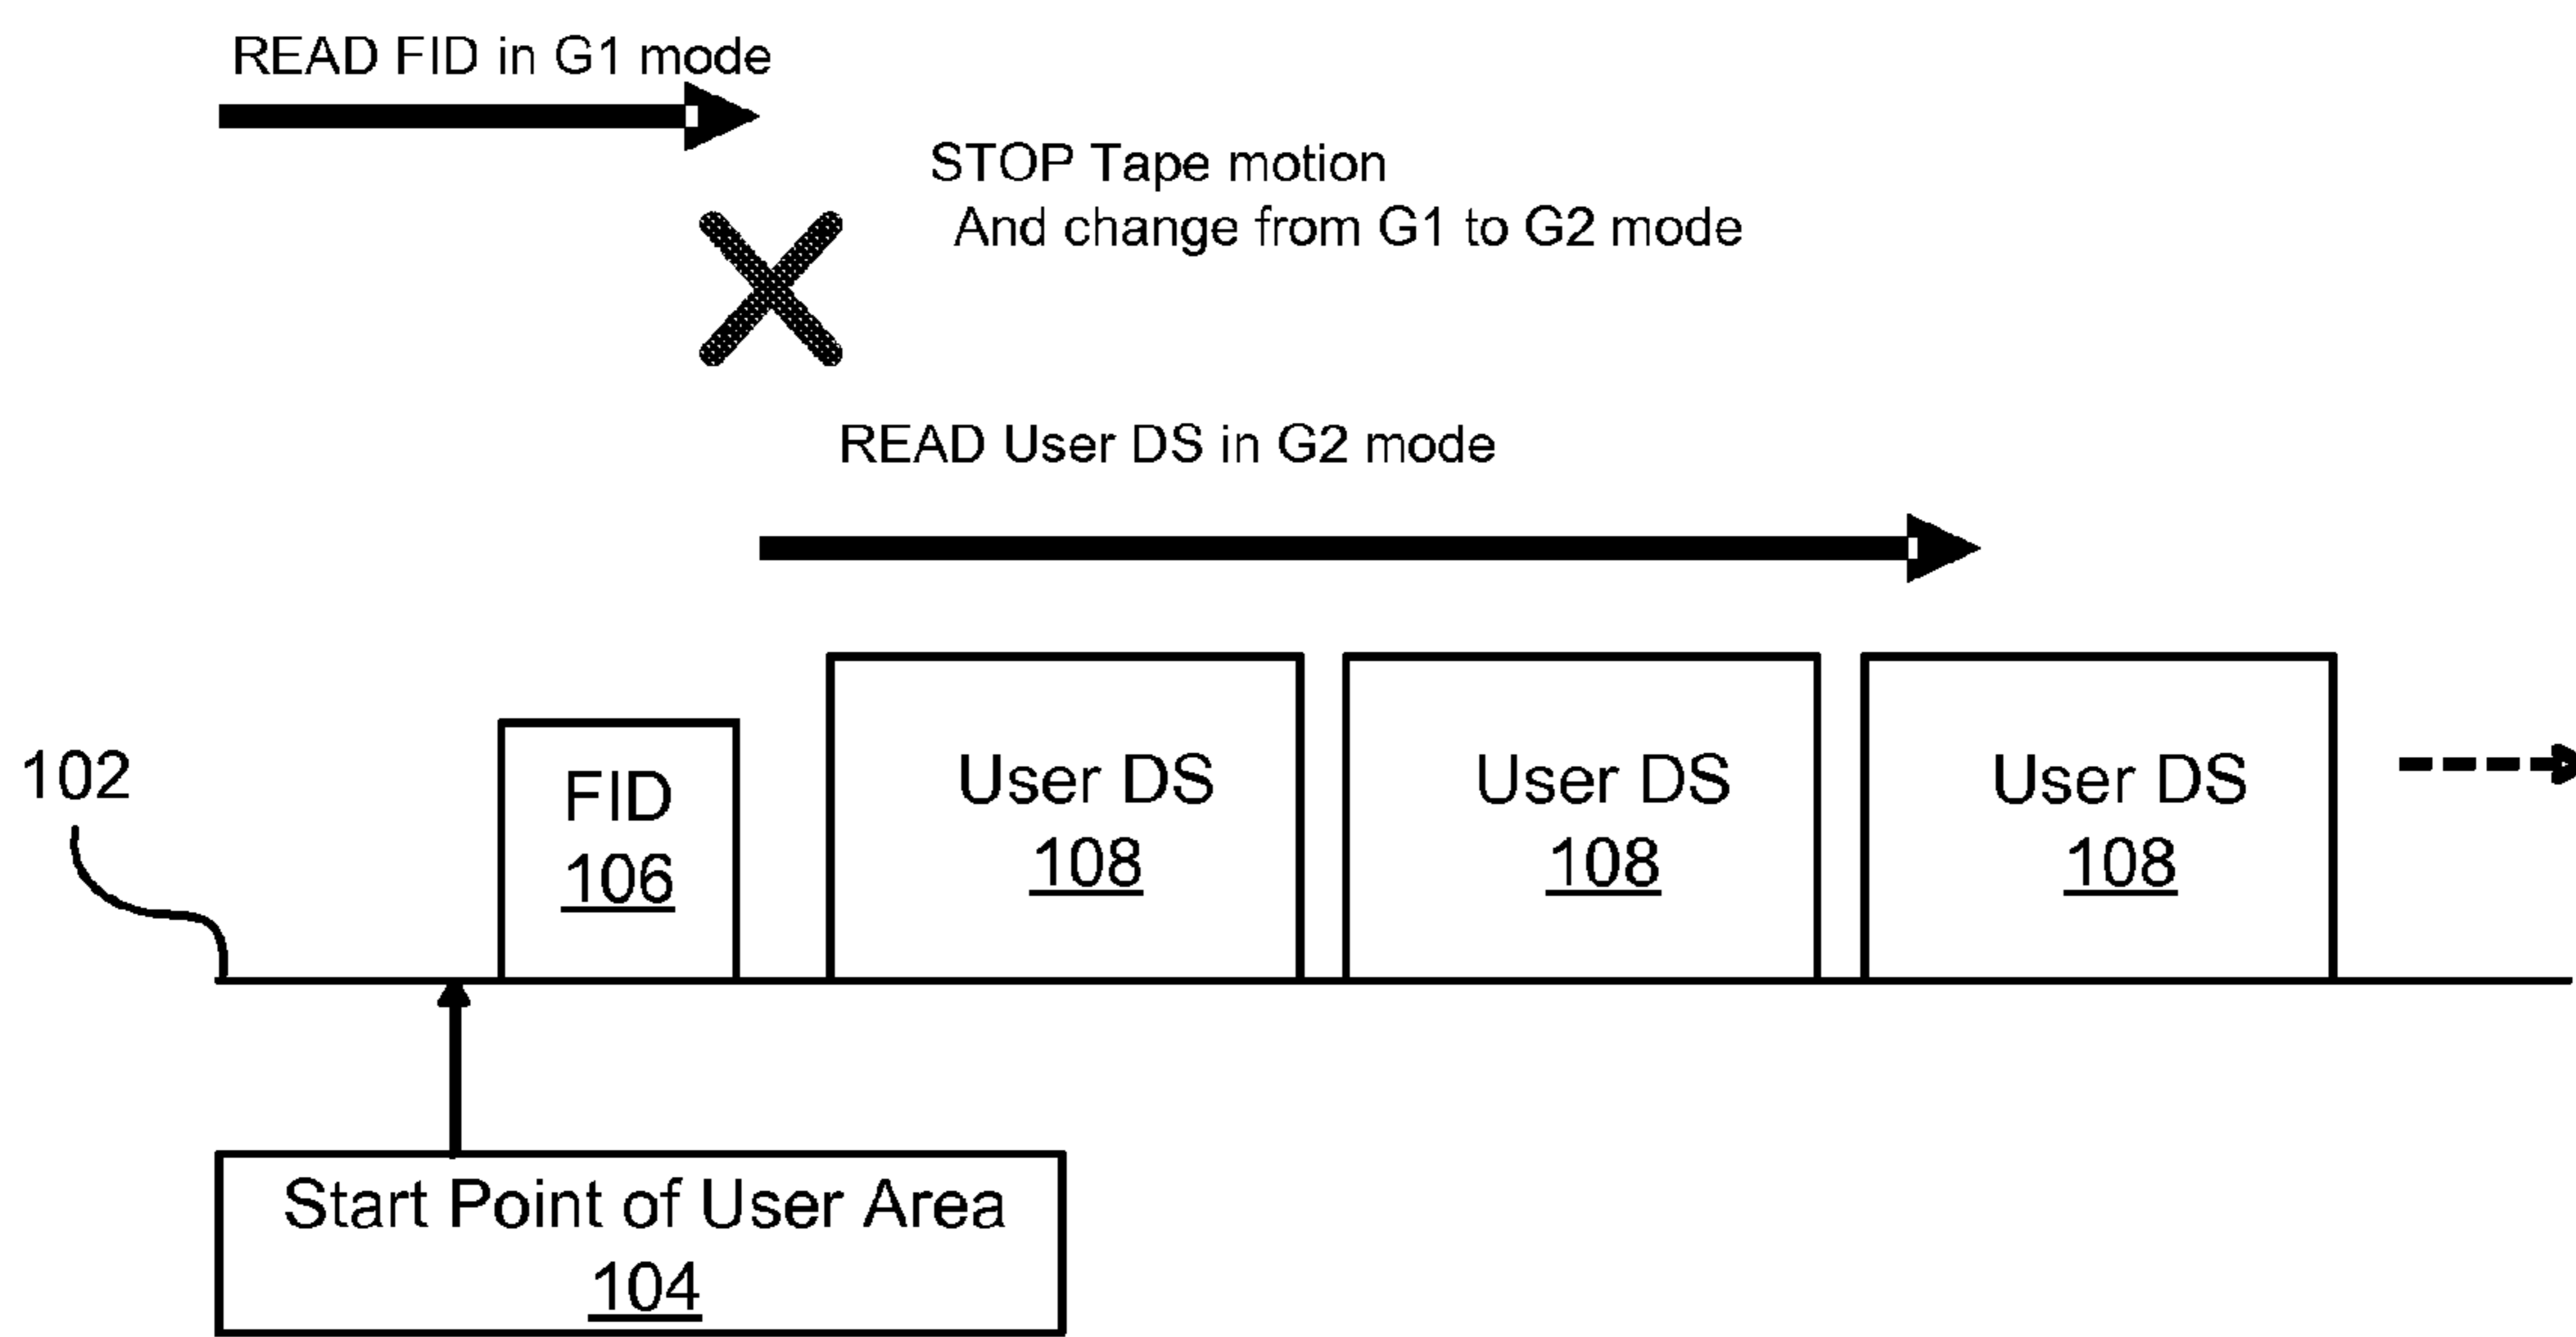 READ FID in G1 mode
STOP Tape motion
And change from G1 to G2 mode
READ User DS in G2 mode
102
FID
106
User DS
108
User DS
108
User DS
108
Start Point of User Area
104